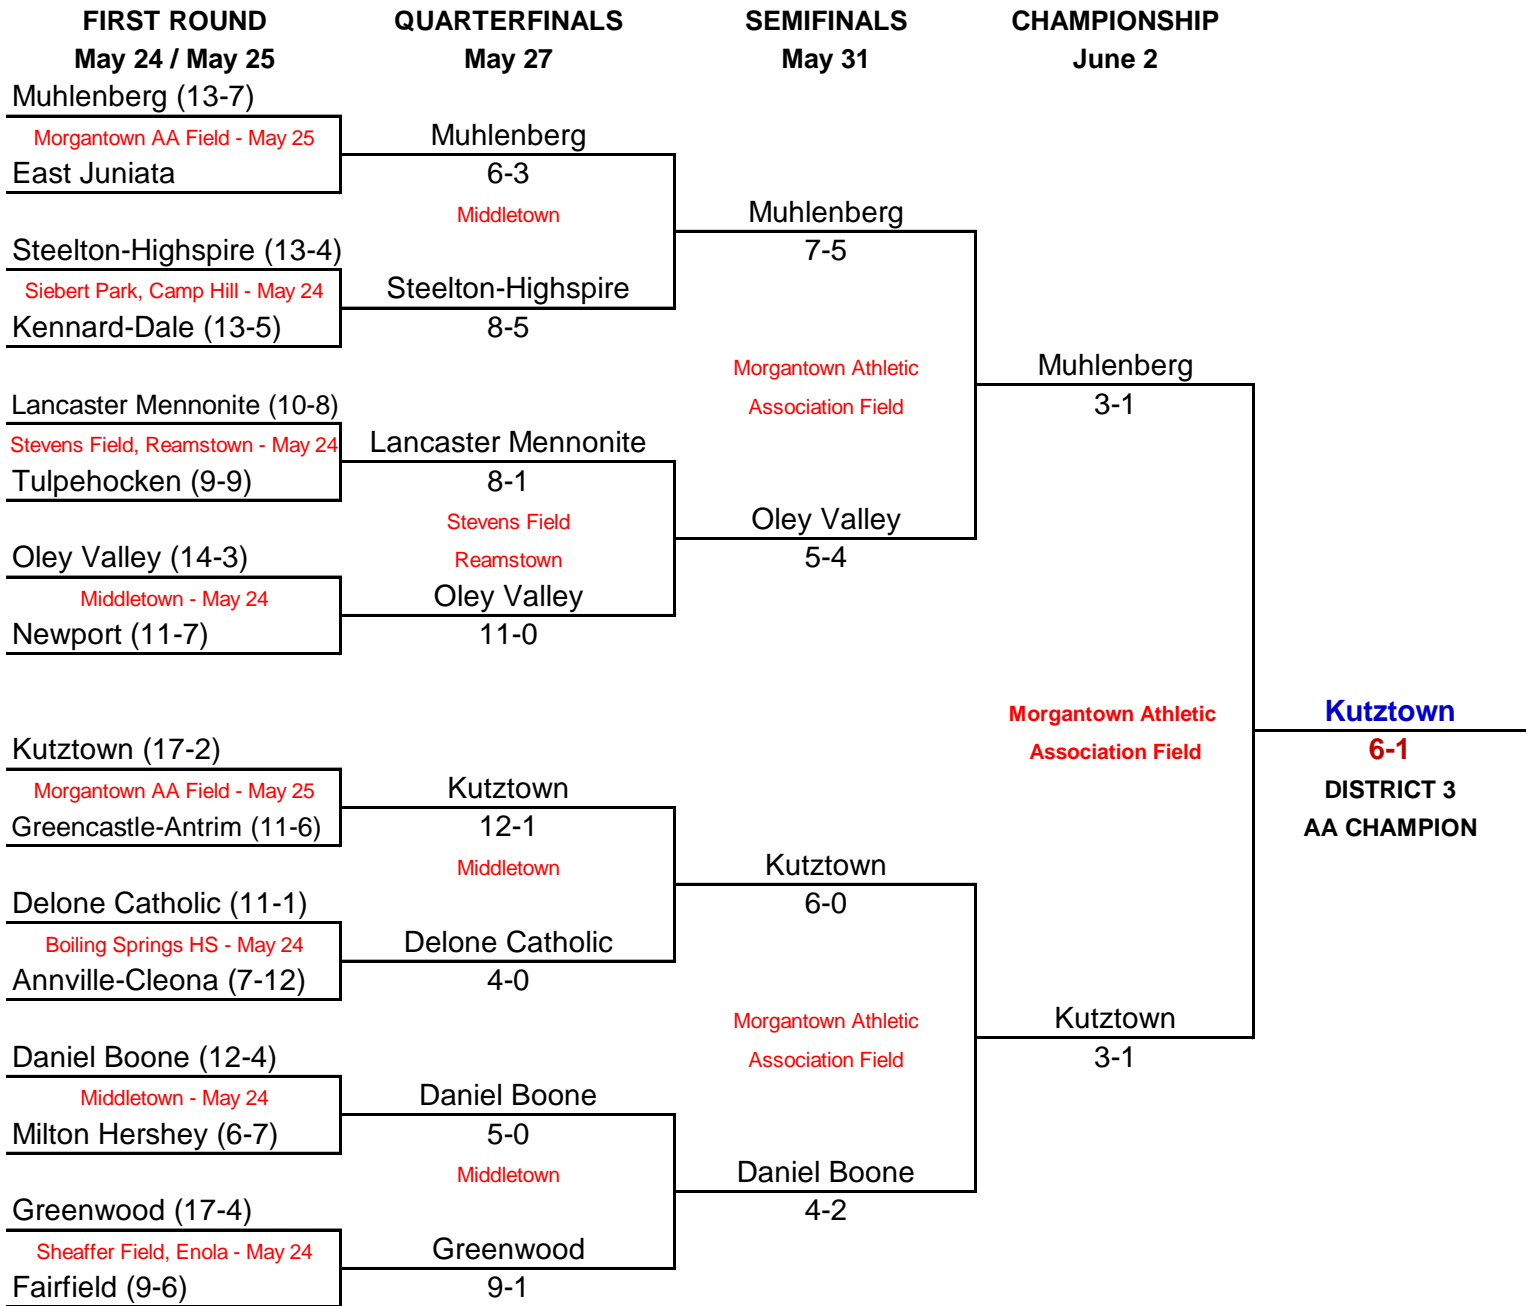 FIRST ROUND
May 24 / May 25
QUARTERFINALS
May 27
SEMIFINALS
May 31
CHAMPIONSHIP
June 2
Muhlenberg (13-7)
Morgantown AA Field - May 25
East Juniata
Steelton-Highspire (13-4)
Siebert Park, Camp Hill - May 24
Kennard-Dale (13-5)
Lancaster Mennonite (10-8)
Stevens Field, Reamstown - May 24
Tulpehocken (9-9)
Oley Valley (14-3)
Middletown - May 24
Newport (11-7)
Kutztown (17-2)
Morgantown AA Field - May 25
Greencastle-Antrim (11-6)
Delone Catholic (11-1)
Boiling Springs HS - May 24
Annville-Cleona (7-12)
Daniel Boone (12-4)
Middletown - May 24
Milton Hershey (6-7)
Greenwood (17-4)
Sheaffer Field, Enola - May 24
Fairfield (9-6)
Muhlenberg
6-3
Middletown
Steelton-Highspire
8-5
Lancaster Mennonite
8-1
Stevens Field
Reamstown
Oley Valley
11-0
Kutztown
12-1
Middletown
Delone Catholic
4-0
Daniel Boone
5-0
Middletown
Greenwood
9-1
Muhlenberg
7-5
Morgantown Athletic
Association Field
Oley Valley
5-4
Kutztown
6-0
Morgantown Athletic
Association Field
Daniel Boone
4-2
Muhlenberg
3-1
Morgantown Athletic
Association Field
Kutztown
3-1
Kutztown
6-1
DISTRICT 3
AA CHAMPION